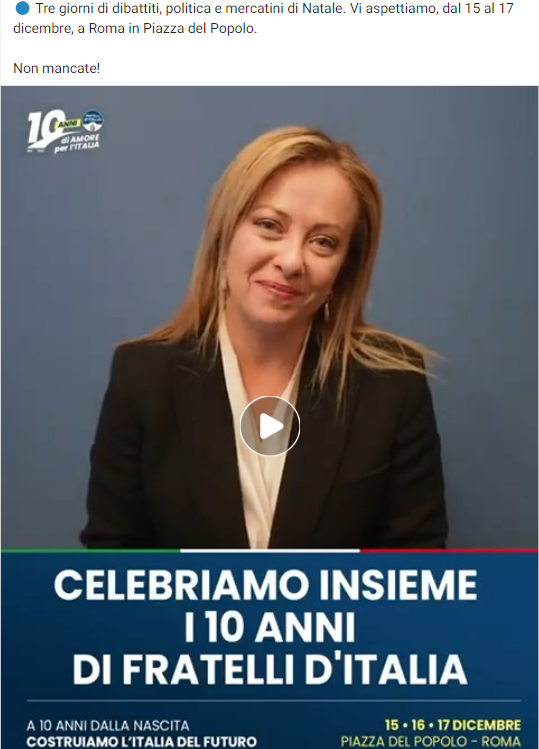 Tre giorni di dibattiti, politica e mercatini di Natale. Vi aspettiamo, dal 15 al 17
dicembre, a Roma in Piazza del Popolo.
Non mancate!
10 ANNI
di AMORE
per l'ITALIA
CELEBRIAMO INSIEME
I 10 ANNI
DI FRATELLI D'ITALIA
A 10 ANNI DALLA NASCITA
COSTRUIAMO L'ITALIA DEL FUTURO
15 • 16 • 17 DICEMBRE
PIAZZA DEL POPOLO - ROMA